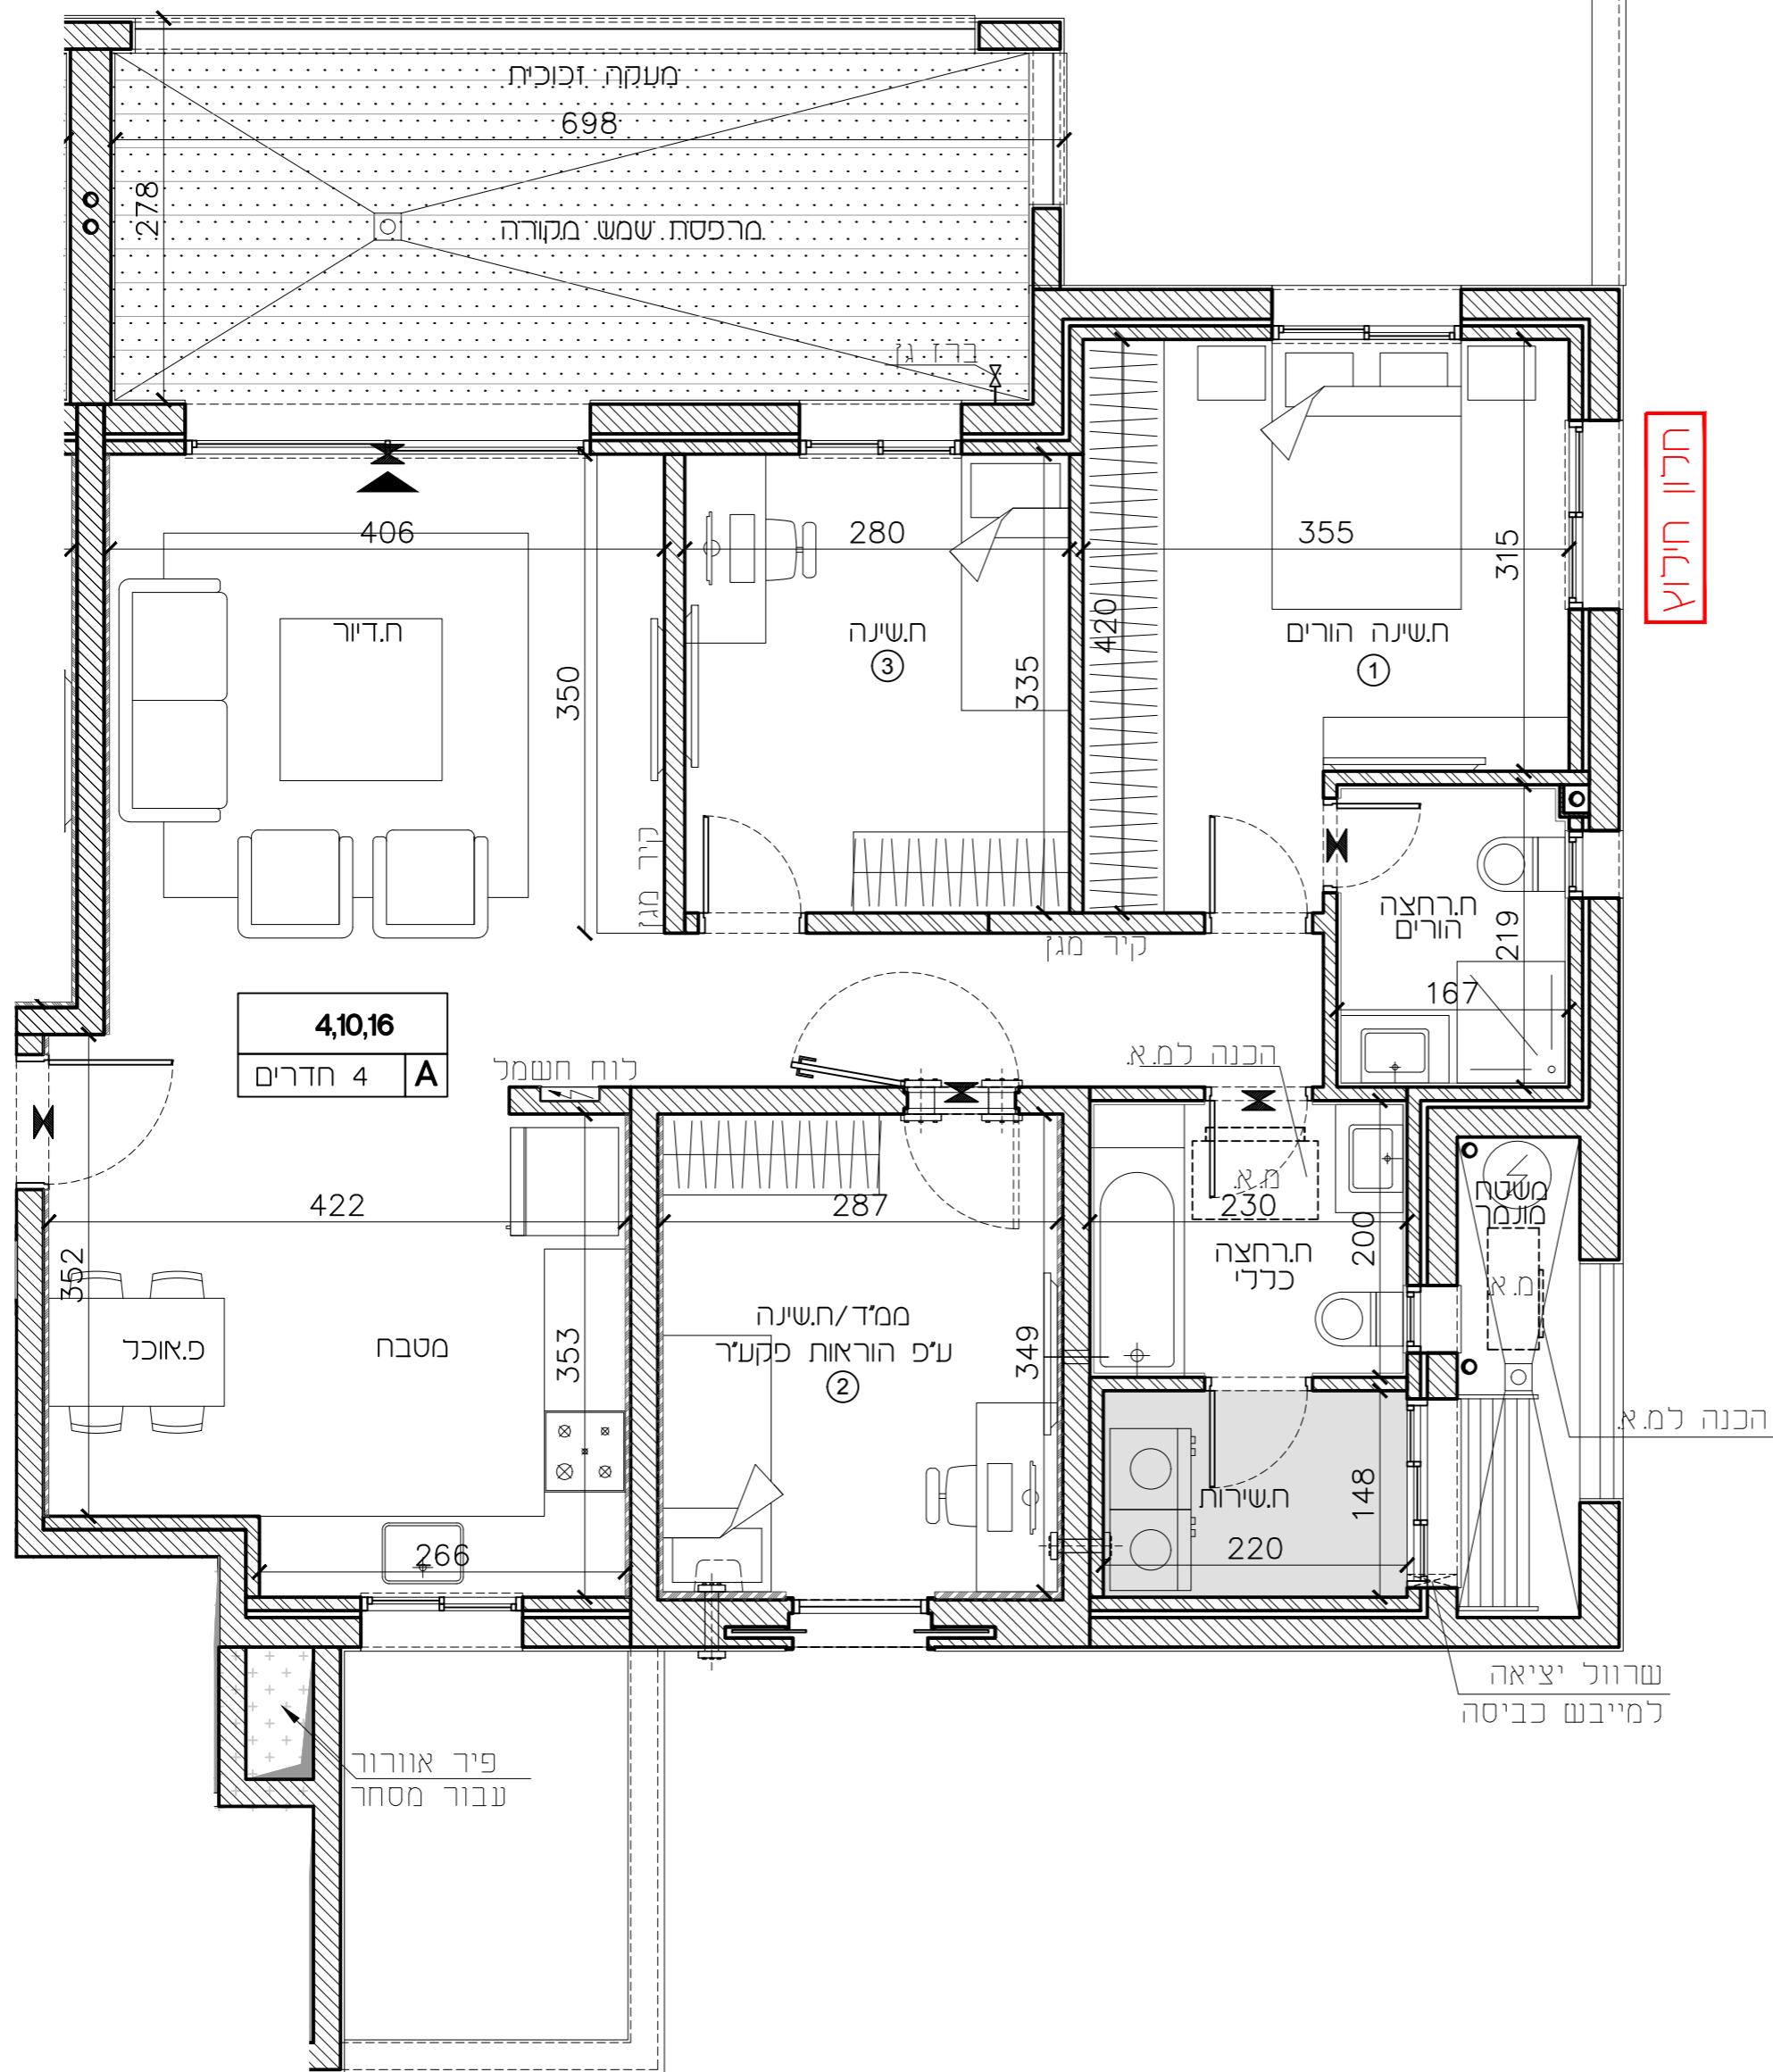 מעקה זכוכית
698
278
מרפסת שמש מקורה
ברז גן
חלון חילוץ
406
280
355
315
ח.דיור
ח.שינה
3
420
ח.שינה הורים
1
350
335
קיר מגן
ח.רחצה
הורים
219
קיר מגן
167
4,10,16
4 חדרים
A
לוח חשמל
הכנה למ.א.
מ.א.
משטח
מונמך
422
287
230
200
352
ח.רחצה
כללי
מ.א
פ.אוכל
מטבח
353
ממ"ד/ח.שינה
ע"פ הוראות פקע"ר
2
349
הכנה למ.א.
ח.שירות
148
266
220
שרוול יציאה
למייבש כביסה
פיר אוורור
עבור מסחר